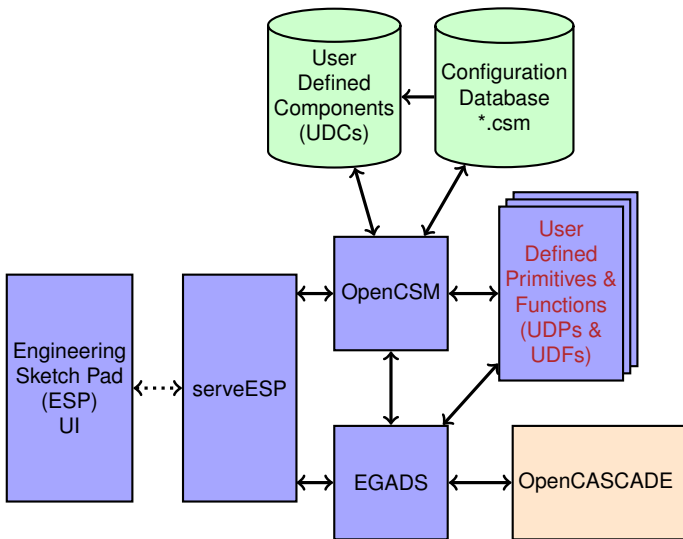 User
Defined
Components
(UDCs)
Configuration
Database
*.csm
User
Defined
Primitives &
Functions
(UDPs &
UDFs)
OpenCSM
Engineering
Sketch Pad
(ESP)
UI
serveESP
EGADS
OpenCASCADE